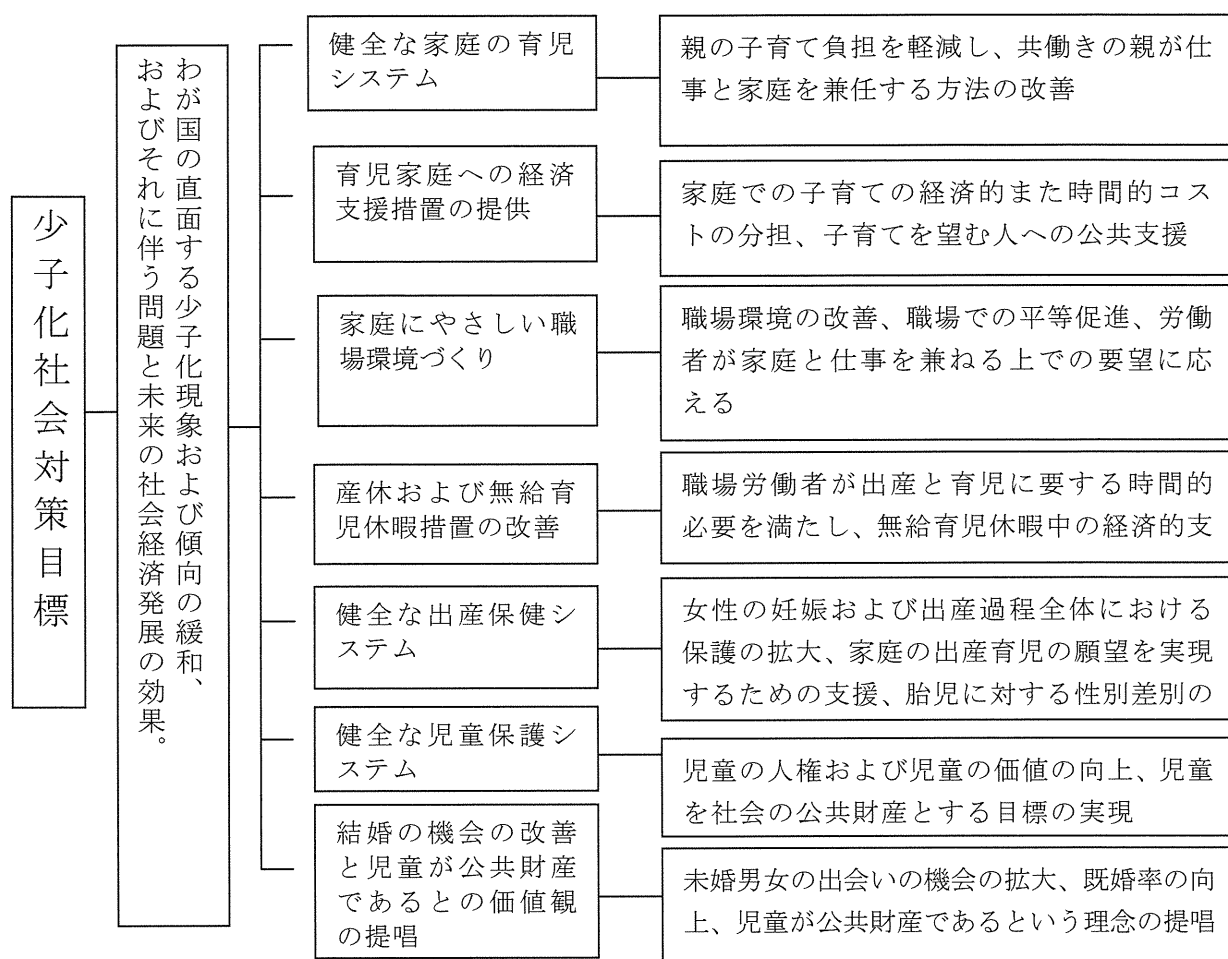 少子化社会対策目標
わが国の直面する少子化現象および傾向の緩和、
およびそれに伴う問題と未来の社会経済発展の効果。
健全な家庭の育児
システム
親の子育て負担を軽減し、共働きの親が仕
事と家庭を兼任する方法の改善
育児家庭への経済
支援措置の提供
家庭での子育ての経済的また時間的コス
トの分担、子育てを望む人への公共支援
家庭にやさしい職
場環境づくり
職場環境の改善、職場での平等促進、労働
者が家庭と仕事を兼ねる上での要望に応
える
産休および無給育
児休暇措置の改善
職場労働者が出産と育児に要する時間的
必要を満たし、無給育児休暇中の経済的支
健全な出産保健シ
ステム
女性の妊娠および出産過程全体における
保護の拡大、家庭の出産育児の願望を実現
するための支援、胎児に対する性別差別の
健全な児童保護シ
ステム
児童の人権および児童の価値の向上、児童
を社会の公共財産とする目標の実現
結婚の機会の改善
と児童が公共財産
であるとの価値観
の提唱
未婚男女の出会いの機会の拡大、既婚率の向
上、児童が公共財産であるという理念の提唱